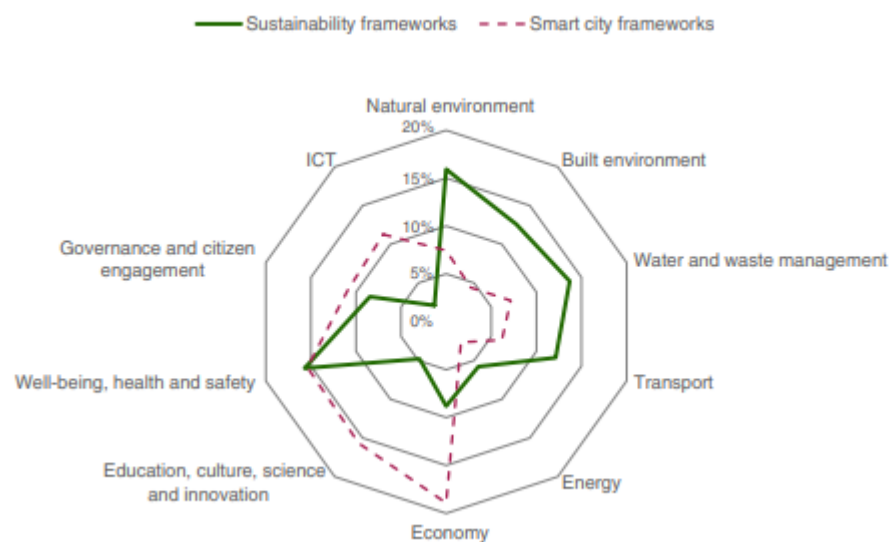 Sustainability frameworks
Smart city frameworks
Natural environment
20%
ICT
Built environment
15%
10%
Governance and citizen
engagement
Water and waste management
5%
0%
Well-being, health and safety
Transport
Education, culture, science
and innovation
Energy
Economy